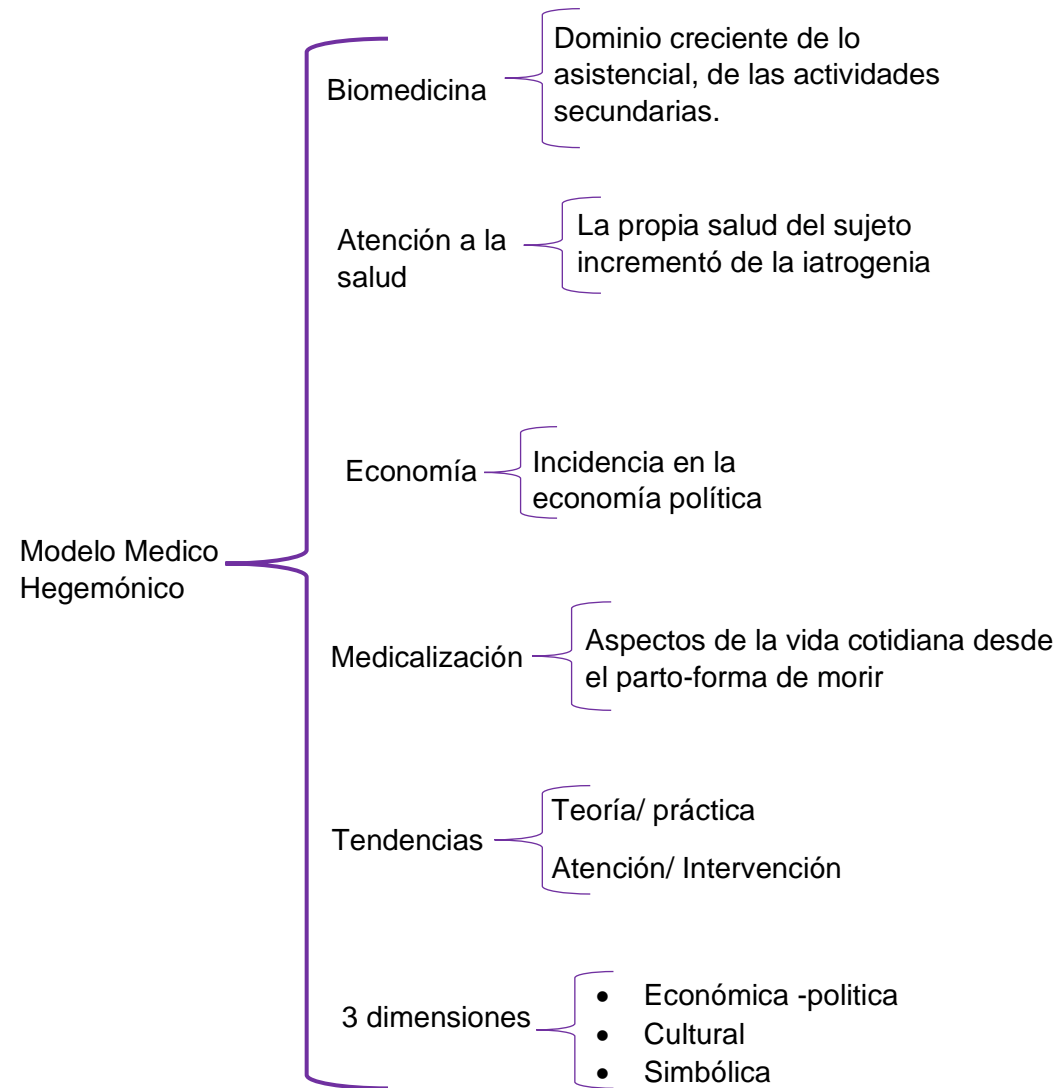 Modelo Medico
Hegemónico
Biomedicina
Dominio creciente de lo
asistencial, de las actividades
secundarias.
Atención a la
salud
La propia salud del sujeto
incrementó de la iatrogenia
Economía
Incidencia en la
economía política
Medicalización
Aspectos de la vida cotidiana desde
el parto-forma de morir
Tendencias
Teoría/ práctica
Atención/ Intervención
3 dimensiones
• Económica -politica
• Cultural
• Simbólica